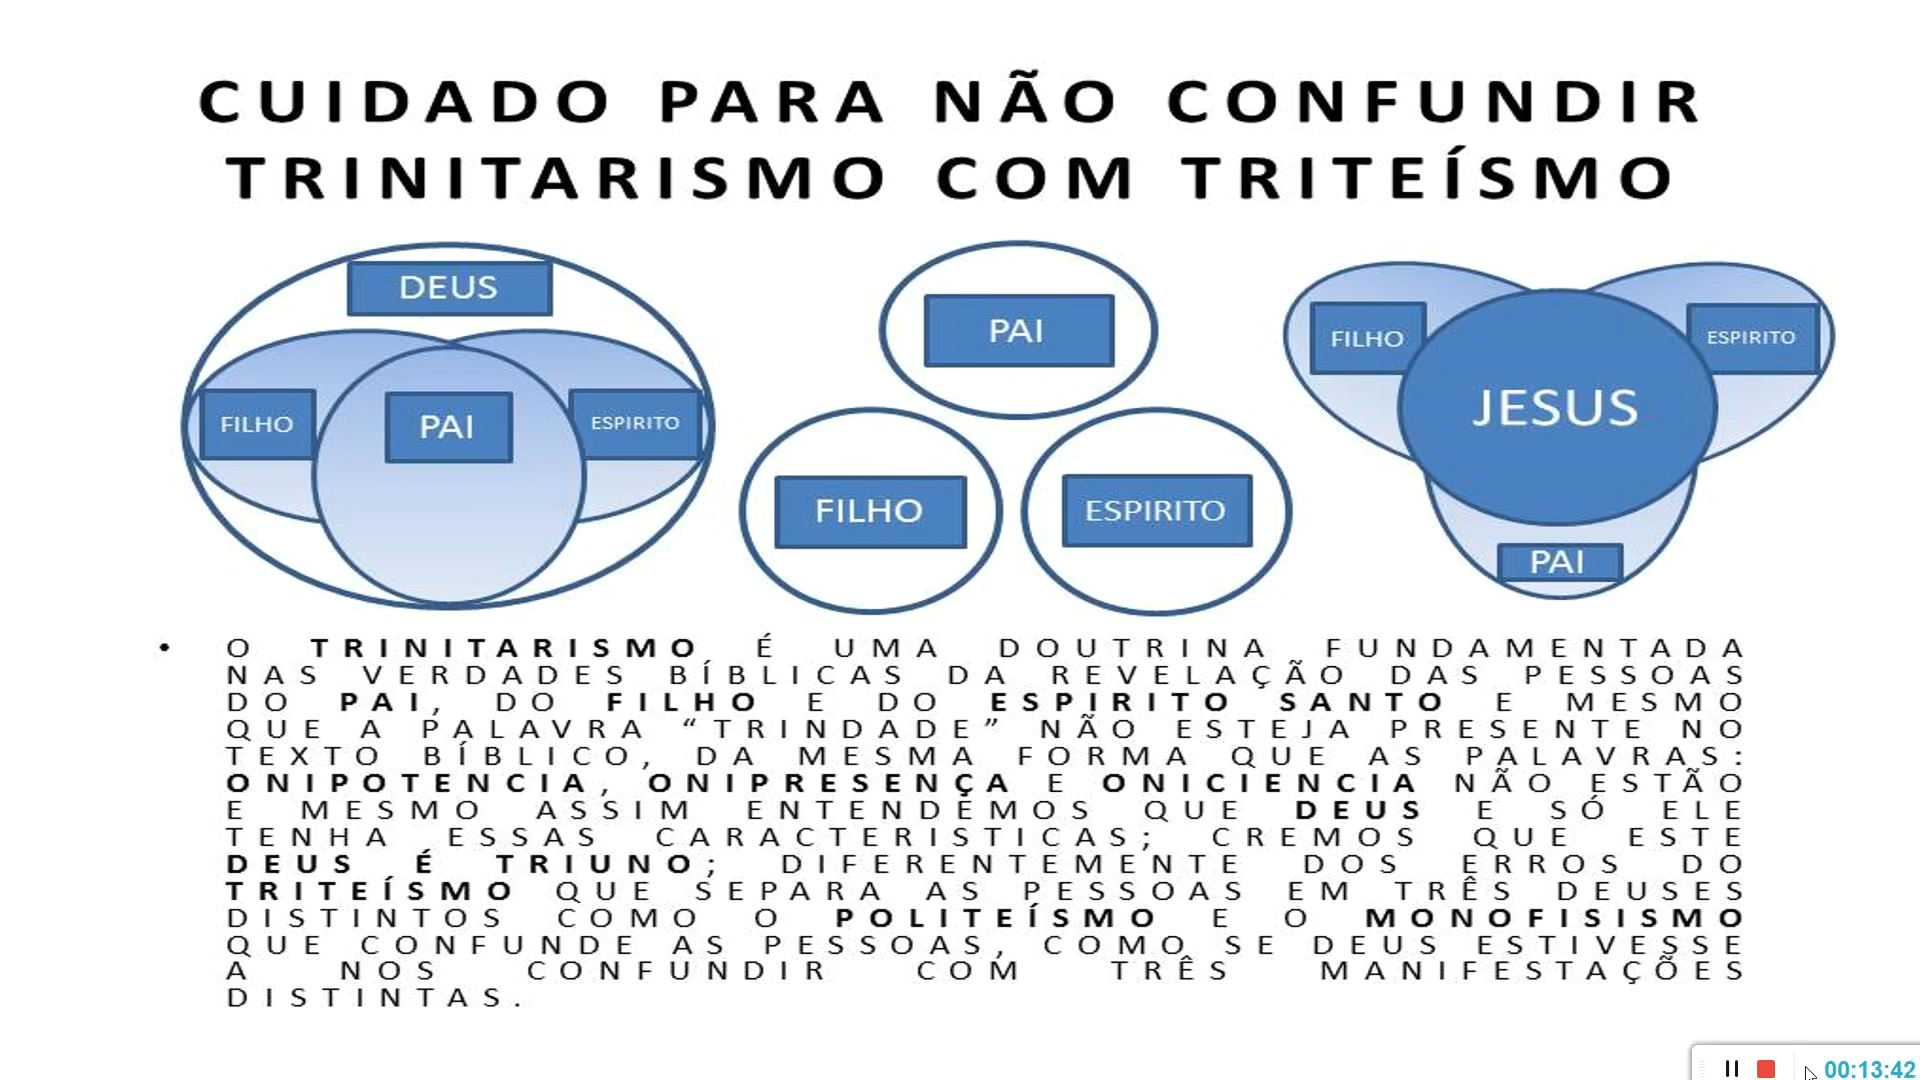 CUIDADO PARA NÃO CONFUNDIR
TRINITARISMO COM TRITEÍSMO
DEUS
FILHO
PAI
ESPIRITO
PAI
FILHO
ESPIRITO
FILHO
ESPIRITO
JESUS
PAI
• O TRINITARISMO É UMA DOUTRINA FUNDAMENTADA
NAS VERDADES BÍBLICAS DA REVELAÇÃO DAS PESSOAS
DO PAI, DO FILHO E DO ESPIRITO SANTO E MESMO
QUE A PALAVRA “TRINDADE” NÃO ESTEJA PRESENTE NO
TEXTO BÍBLICO, DA MESMA FORMA QUE AS PALAVRAS:
ONIPOTENCIA, ONIPRESENÇA E ONICIENCIA NÃO ESTÃO
E MESMO ASSIM ENTENDEMOS QUE DEUS E SÓ ELE
TENHA ESSAS CARACTERISTICAS; CREMOS QUE ESTE
DEUS É TRIUNO; DIFERENTEMENTE DOS ERROS DO
TRITEÍSMO QUE SEPARA AS PESSOAS EM TRÊS DEUSES
DISTINTOS COMO O POLITEÍSMO E O MONOFISISMO
QUE CONFUNDE AS PESSOAS, COMO SE DEUS ESTIVESSE
A NOS CONFUNDIR COM TRÊS MANIFESTAÇÕES
DISTINTAS.
00:13:42